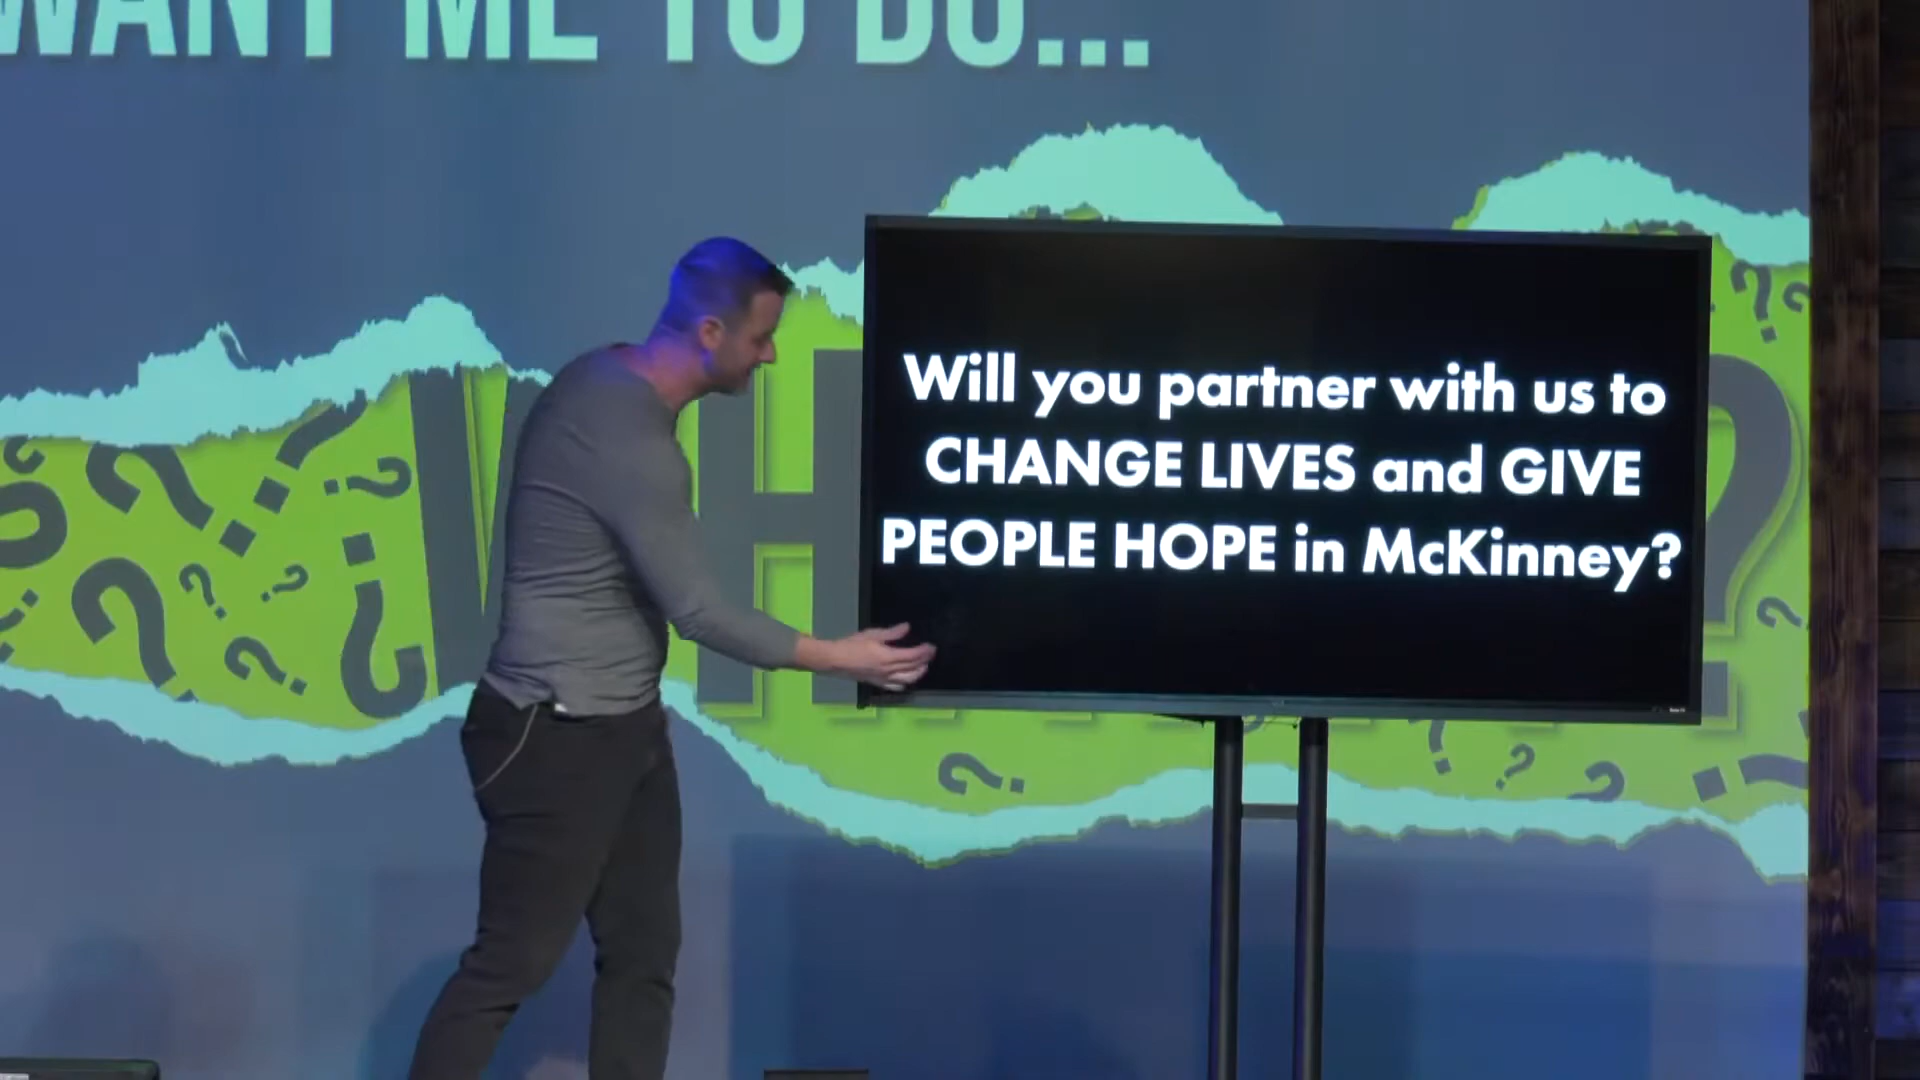 WANT ME TO DO...
Will you partner with us to
CHANGE LIVES and GIVE
PEOPLE HOPE in McKinney?